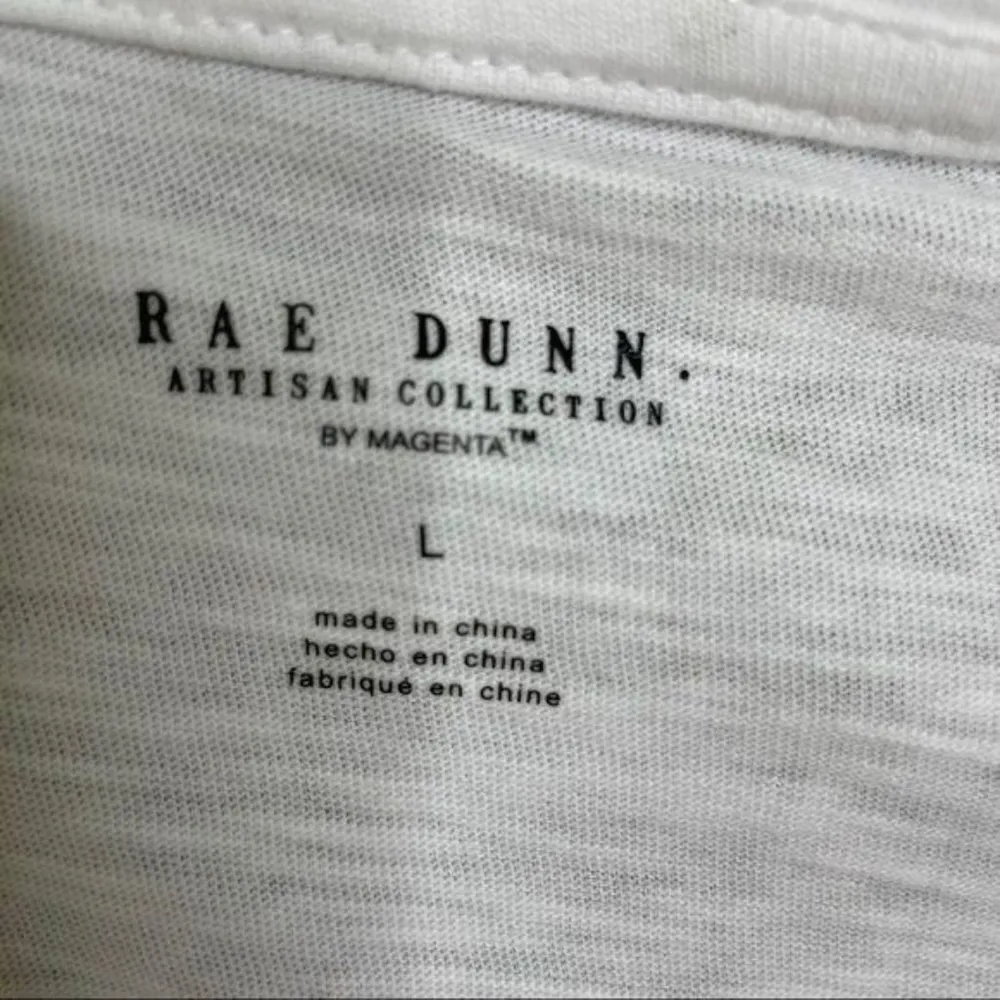 RAE DUNN.
ARTISAN COLLECTION
BY MAGENTA™
L
made in china
hecho en china
fabriqué en chine